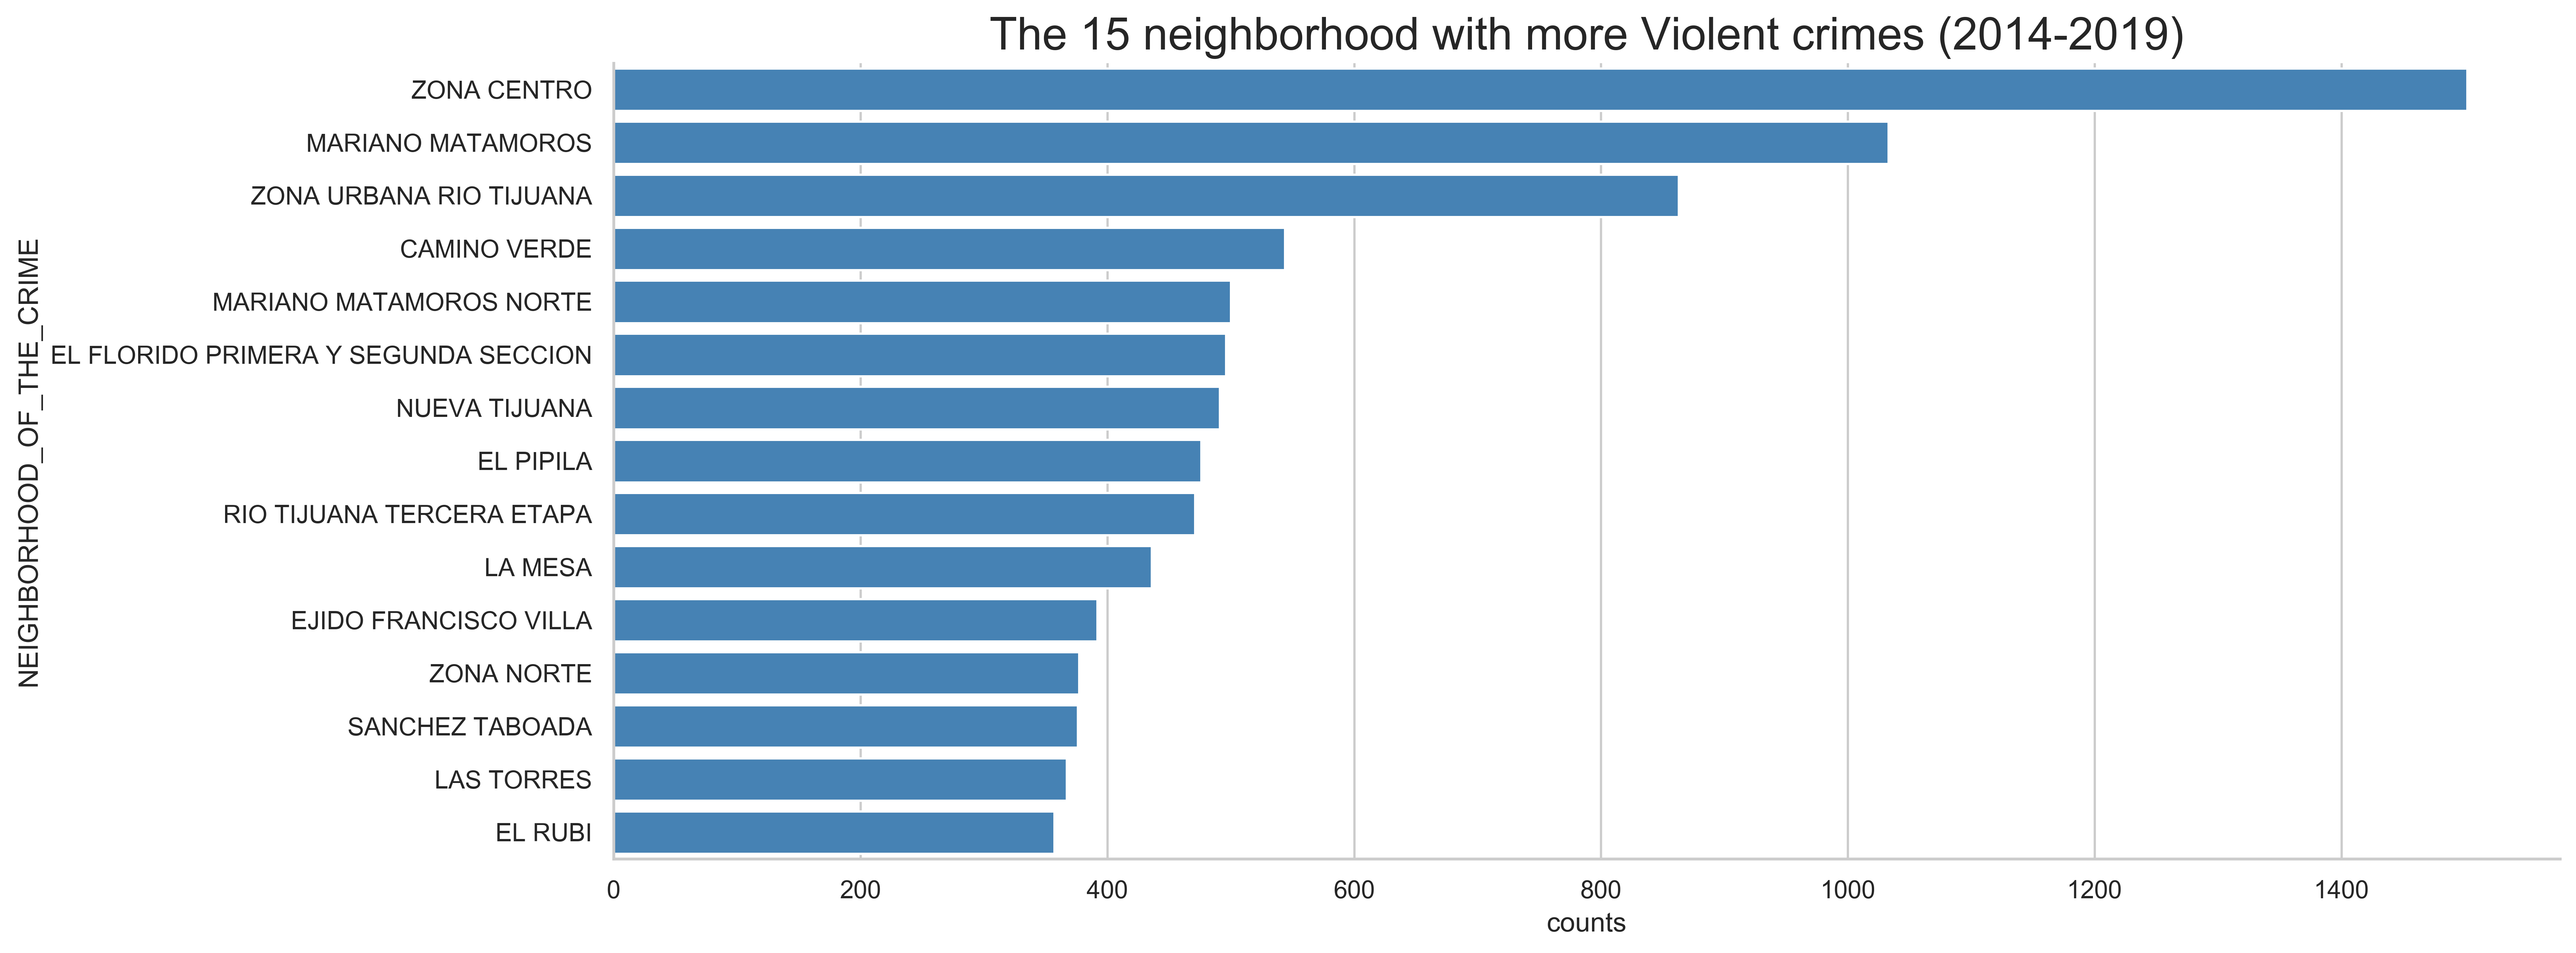 The 15 neighborhood with more Violent crimes (2014-2019)
NEIGHBORHOOD_OF_THE_CRIME
ZONA CENTRO
MARIANO MATAMOROS
ZONA URBANA RIO TIJUANA
CAMINO VERDE
MARIANO MATAMOROS NORTE
EL FLORIDO PRIMERA Y SEGUNDA SECCION
NUEVA TIJUANA
EL PIPILA
RIO TIJUANA TERCERA ETAPA
LA MESA
EJIDO FRANCISCO VILLA
ZONA NORTE
SANCHEZ TABOADA
LAS TORRES
EL RUBI
0 200 400 600 800 1000 1200 1400
counts